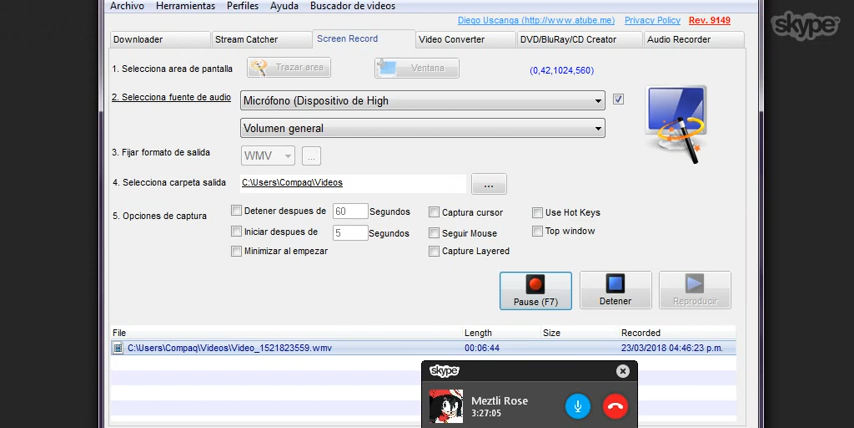 Archivo Herramientas Perfiles Ayuda Buscador de videos
Diego Uscanga (http://www.atube.me) Privacy Policy Rev. 9149
skype
Downloader Stream Catcher Screen Record Video Converter DVD/BluRay/CD Creator Audio Recorder
1. Selecciona area de pantalla Trazar area Ventana (0,42,1024,560)
2. Selecciona fuente de audio Micrófono (Dispositivo de High
Volumen general
3. Fijar formato de salida WMV ...
4. Selecciona carpeta salida C:\Users\Compaq\Videos ...
5. Opciones de captura Detener despues de 60 Segundos Captura cursor Use Hot Keys
Iniciar despues de 5 Segundos Seguir Mouse Top window
Minimizar al empezar Capture Layered
Pause (F7) Detener Reproducir
File Length Size Recorded
C:\Users\Compaq\Videos\Video_1521823559.wmv 00:06:44 23/03/2018 04:46:23 p.m.
skype
Meztli Rose
3:27:05